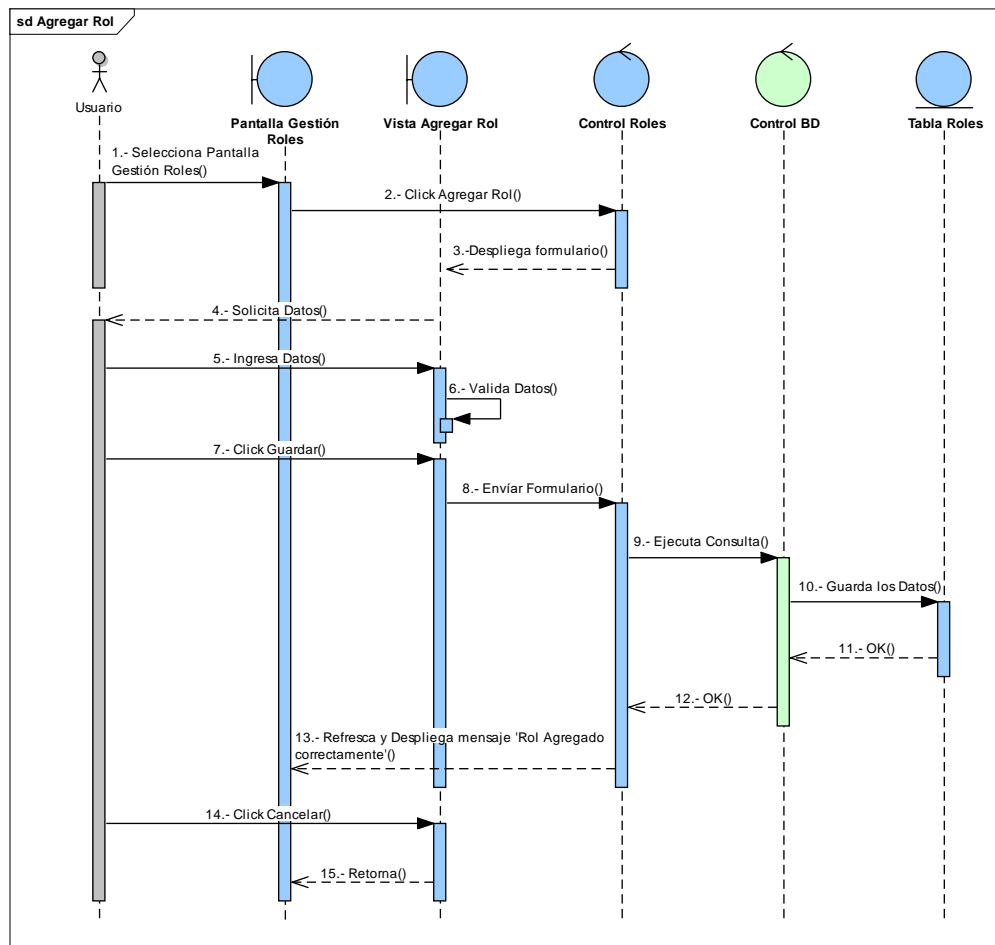 sd Agregar Rol
Usuario
Pantalla Gestión
Roles
Vista Agregar Rol
Control Roles
Control BD
Tabla Roles
1.- Selecciona Pantalla
Gestión Roles()
2.- Click Agregar Rol()
3.-Despliega formulario()
4.- Solicita Datos()
5.- Ingresa Datos()
6.- Valida Datos()
7.- Click Guardar()
8.- Envíar Formulario()
9.- Ejecuta Consulta()
10.- Guarda los Datos()
11.- OK()
12.- OK()
13.- Refresca y Despliega mensaje 'Rol Agregado
correctamente'()
14.- Click Cancelar()
15.- Retorna()